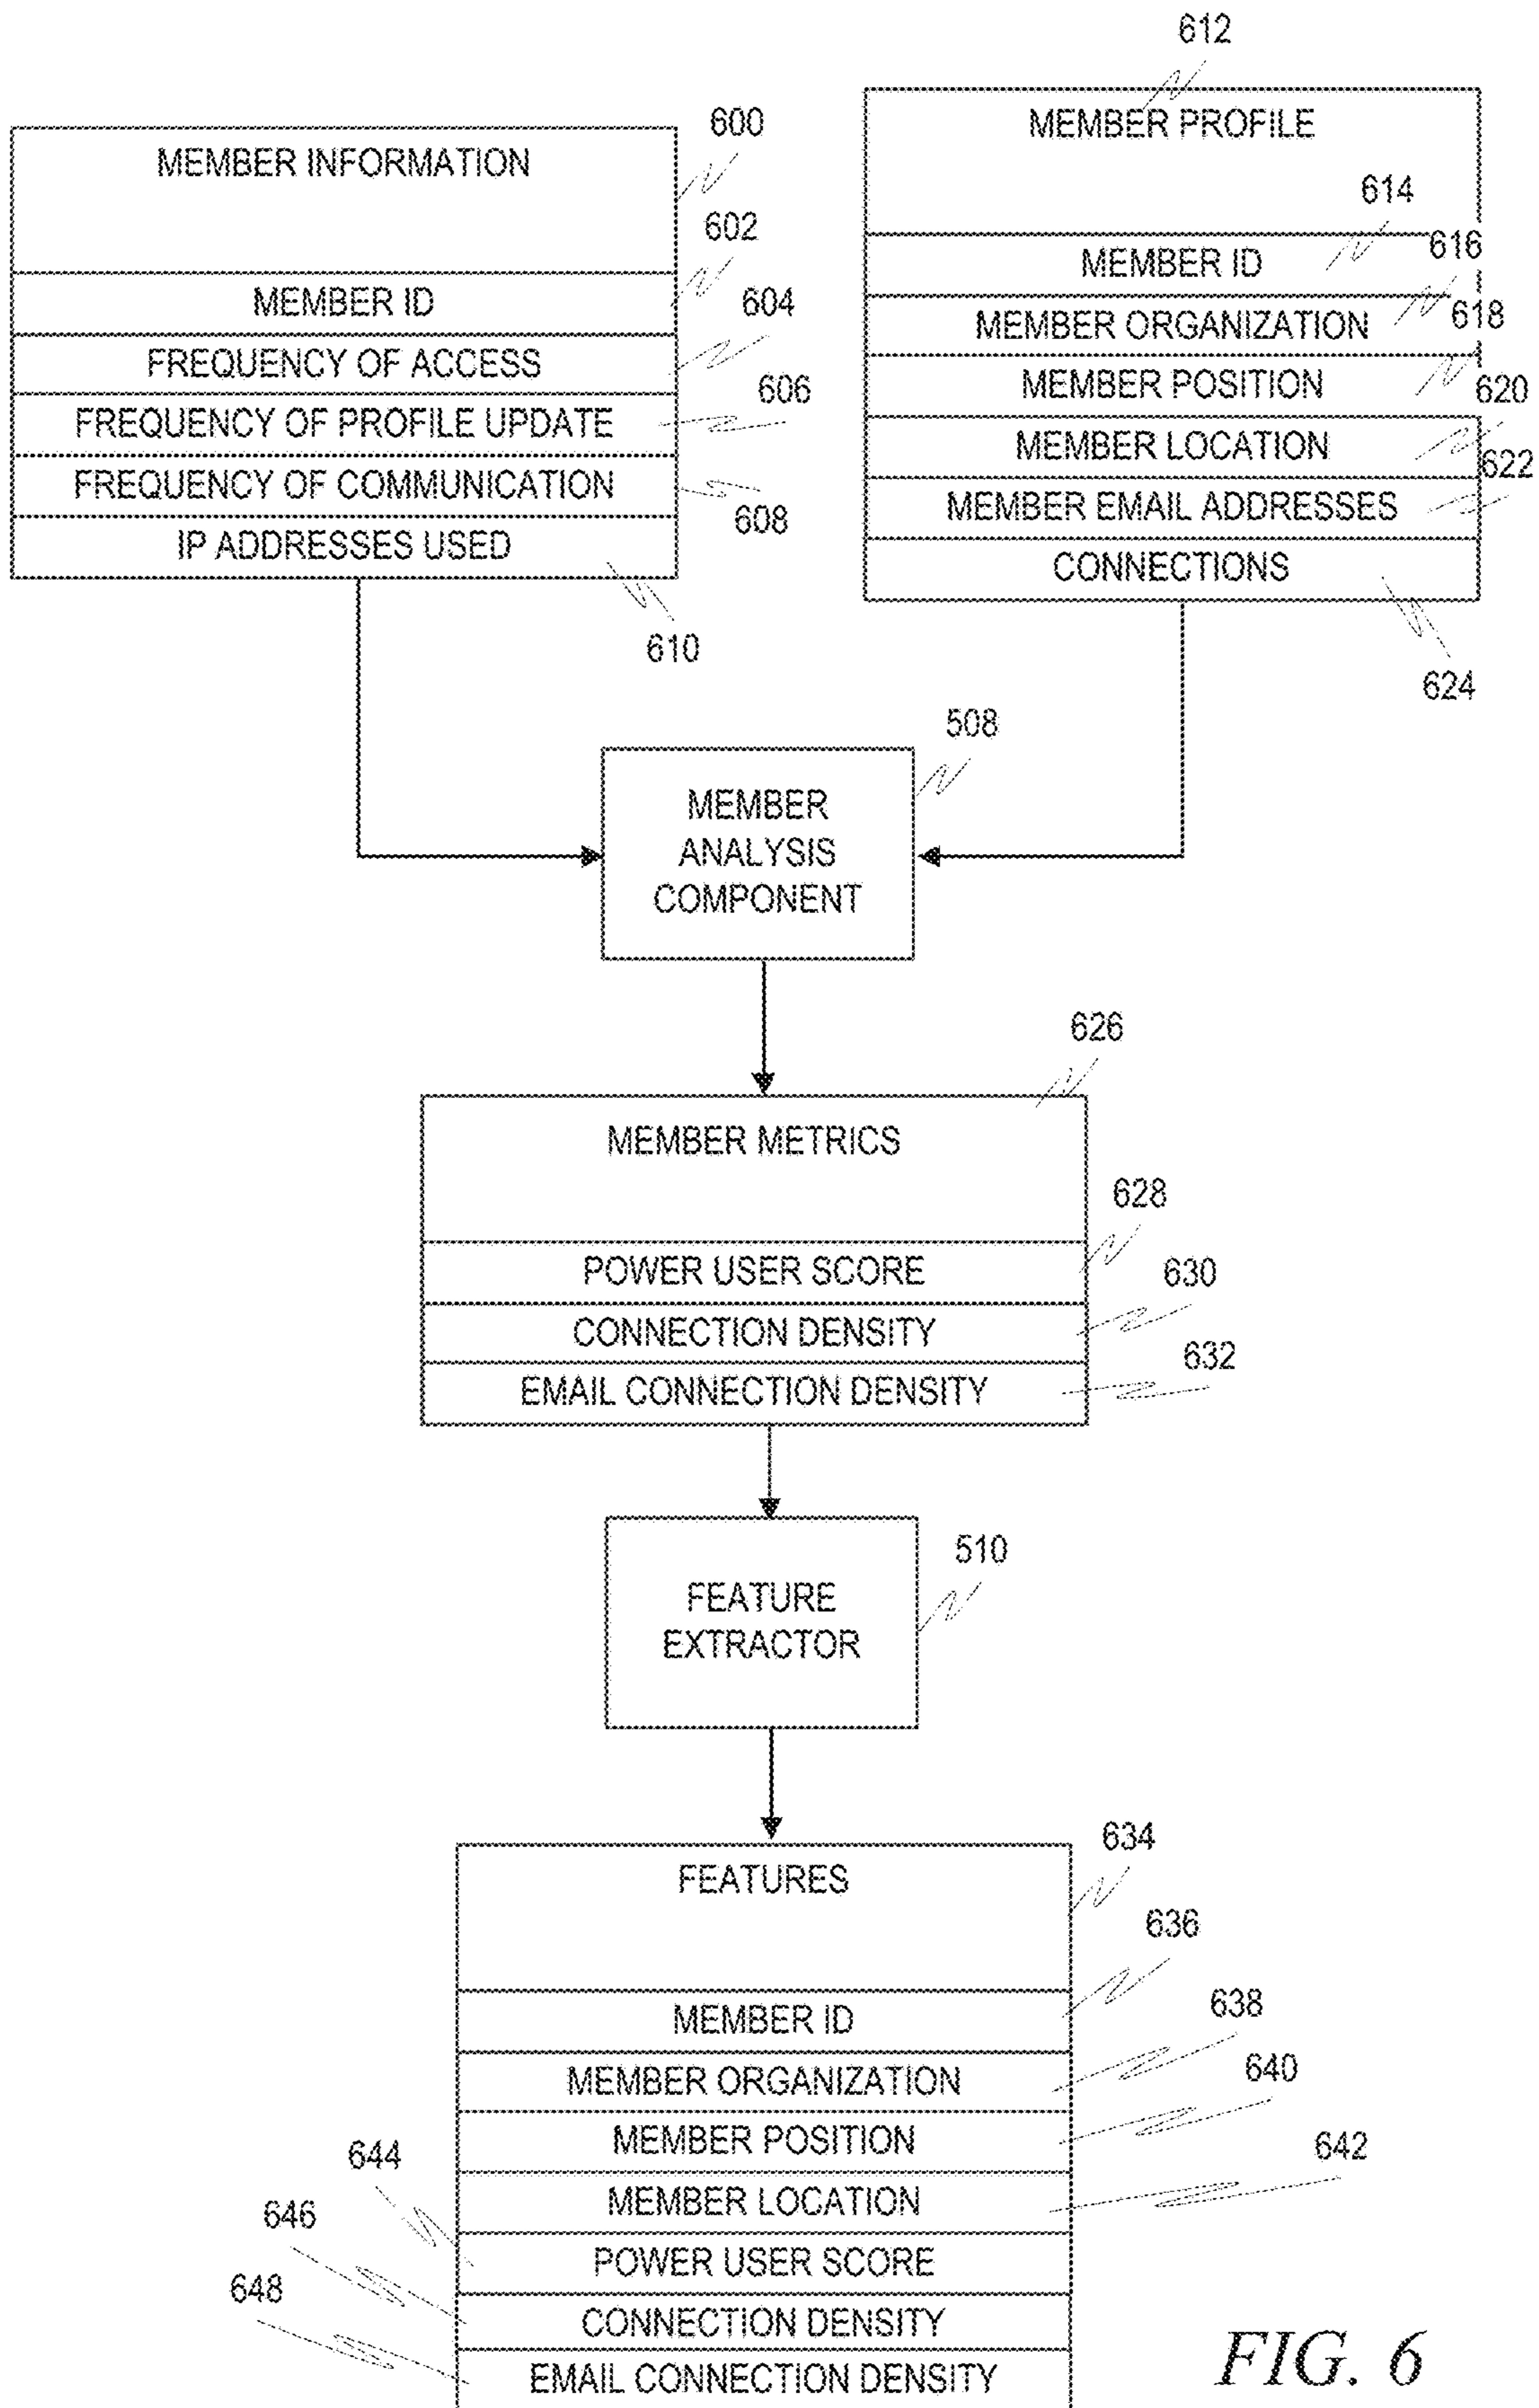 612
MEMBER PROFILE
600
MEMBER INFORMATION
614
602
616
MEMBER ID
MEMBER ID
604
618
MEMBER ORGANIZATION
FREQUENCY OF ACCESS
606
620
MEMBER POSITION
FREQUENCY OF PROFILE UPDATE
MEMBER LOCATION
622
FREQUENCY OF COMMUNICATION
MEMBER EMAIL ADDRESSES
608
IP ADDRESSES USED
CONNECTIONS
610
624
508
MEMBER
ANALYSIS
COMPONENT
626
MEMBER METRICS
628
POWER USER SCORE
630
CONNECTION DENSITY
632
EMAIL CONNECTION DENSITY
510
FEATURE
EXTRACTOR
634
FEATURES
636
MEMBER ID
638
MEMBER ORGANIZATION
640
MEMBER POSITION
642
644
MEMBER LOCATION
646
POWER USER SCORE
648
CONNECTION DENSITY
EMAIL CONNECTION DENSITY
FIG. 6